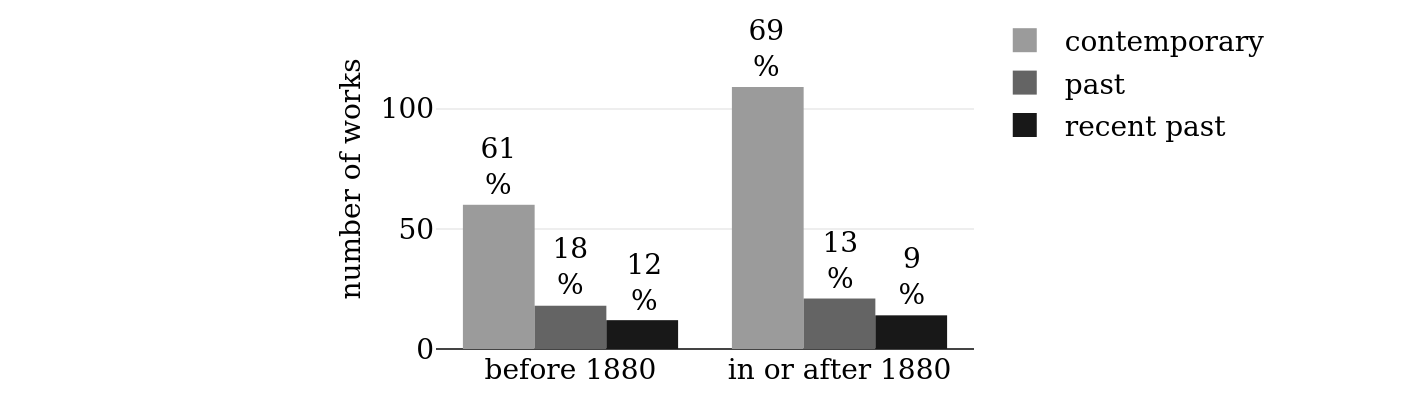 number of works
100
50
0
61
%
18
%
12
%
69
%
13
%
9
%
before 1880
in or after 1880
contemporary
past
recent past